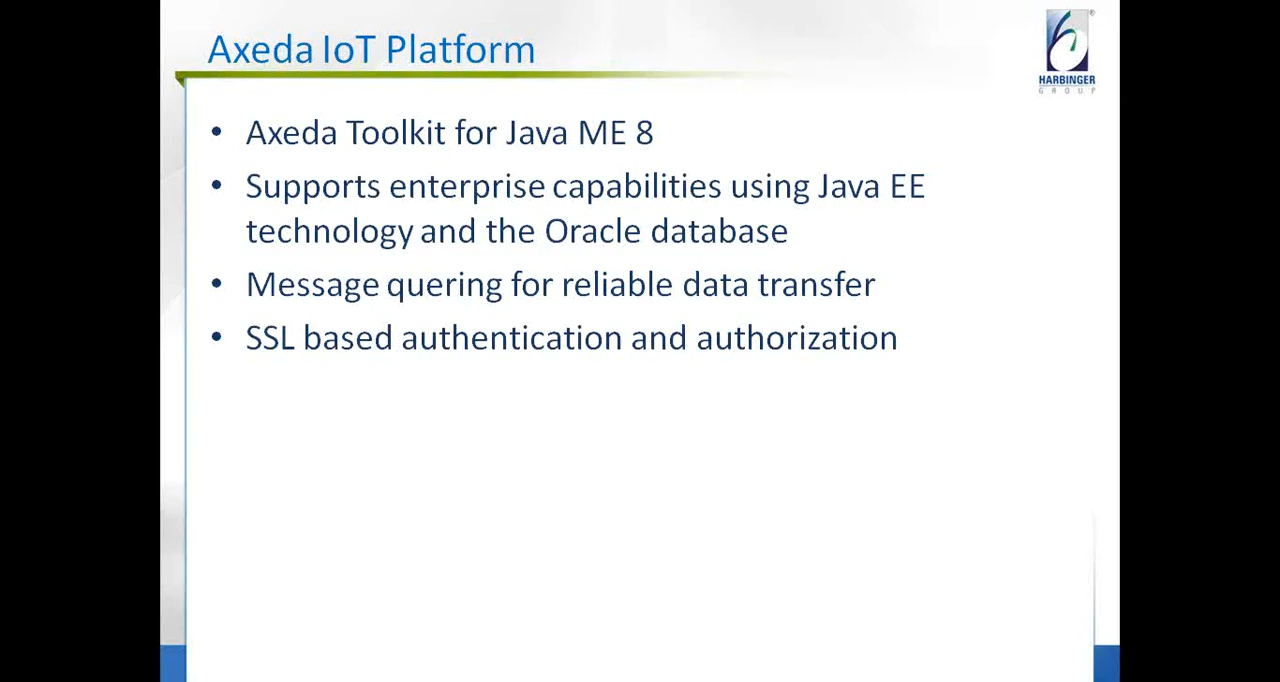 Axeda IoT Platform
HARBINGER
GROUP
• Axeda Toolkit for Java ME 8
• Supports enterprise capabilities using Java EE
technology and the Oracle database
• Message quering for reliable data transfer
• SSL based authentication and authorization